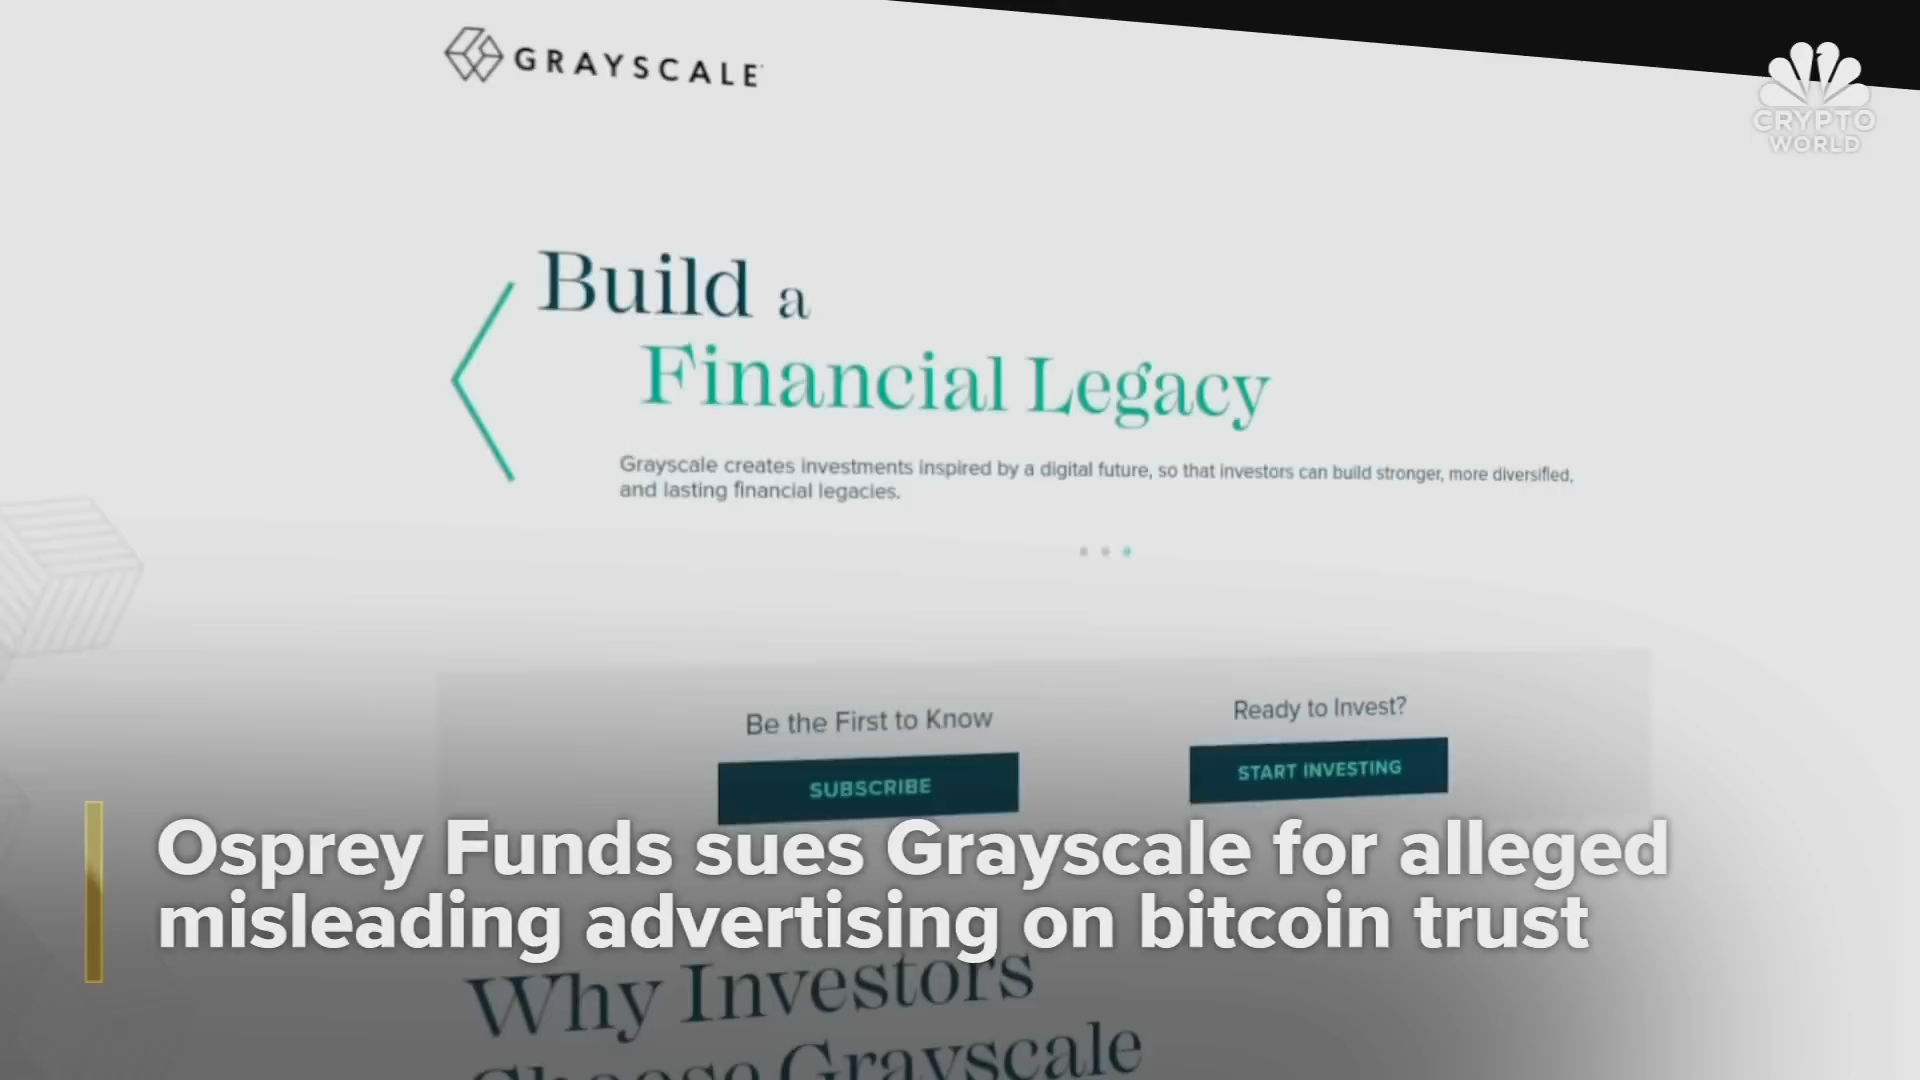 GRAYSCALE
CRYPTO
WORLD
Build a
Financial Legacy
Grayscale creates investments inspired by a digital future, so that investors can build stronger, more diversified,
and lasting financial legacies.
Be the First to Know
SUBSCRIBE
Ready to Invest?
START INVESTING
Osprey Funds sues Grayscale for alleged
misleading advertising on bitcoin trust
Why Investors
Choose Grayscale